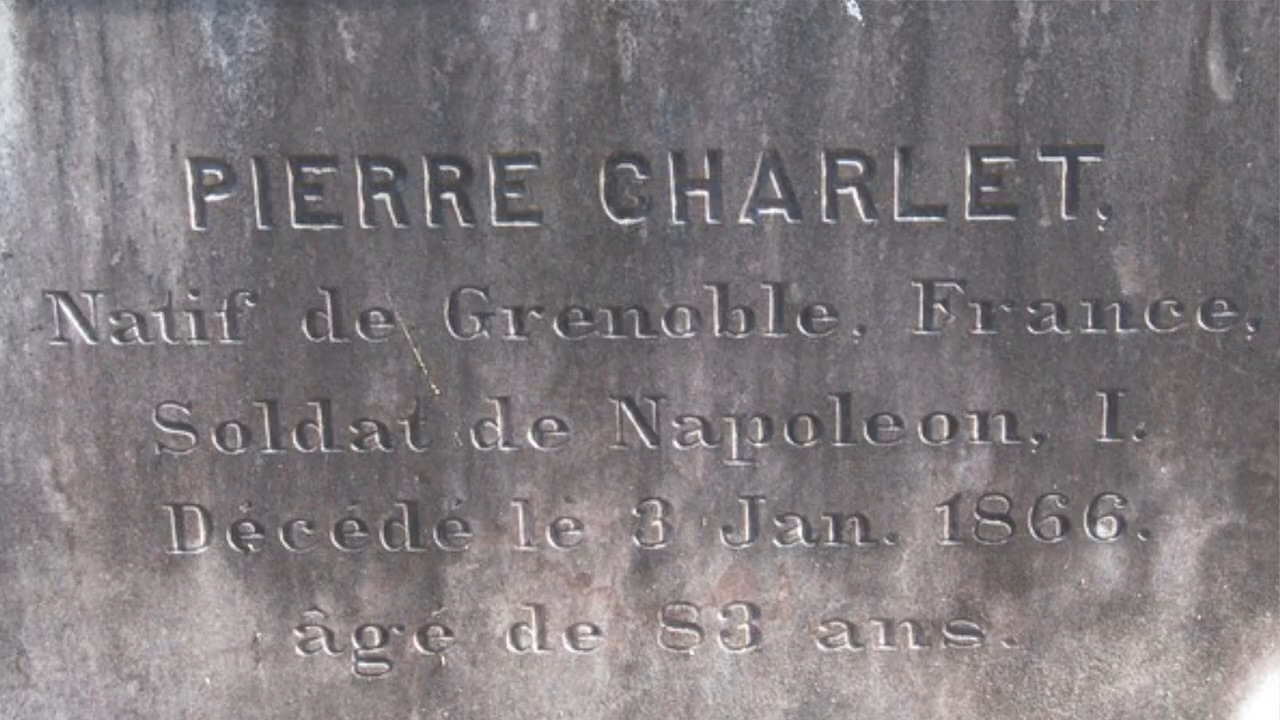 PIERRE CHARLET,
Natif de Grenoble, France,
Soldat de Napoleon, I.
Décédé le 3 Jan. 1866.
âgé de 83 ans.